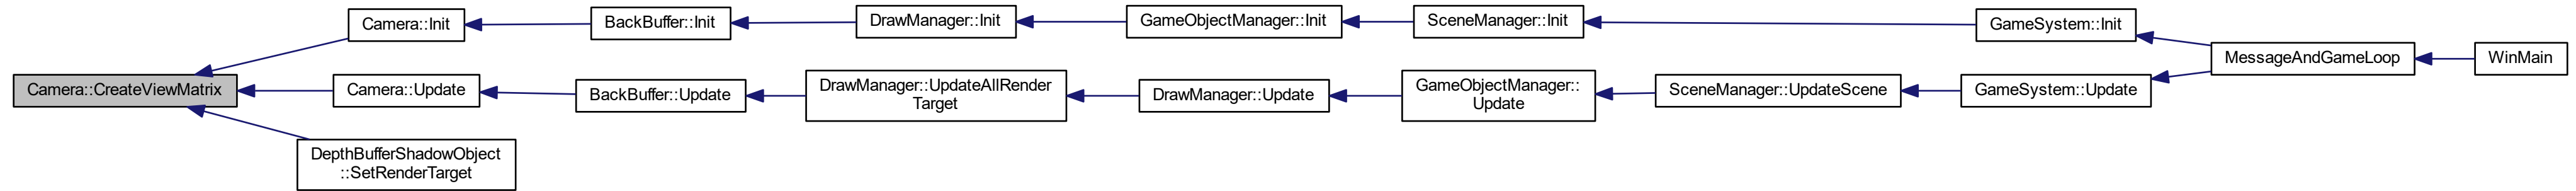 Camera::Init
BackBuffer::Init
DrawManager::Init
GameObjectManager::Init
SceneManager::Init
GameSystem::Init
MessageAndGameLoop
WinMain
Camera::CreateViewMatrix
Camera::Update
BackBuffer::Update
DrawManager::UpdateAllRender
Target
DrawManager::Update
GameObjectManager::
Update
SceneManager::UpdateScene
GameSystem::Update
DepthBufferShadowObject
::SetRenderTarget